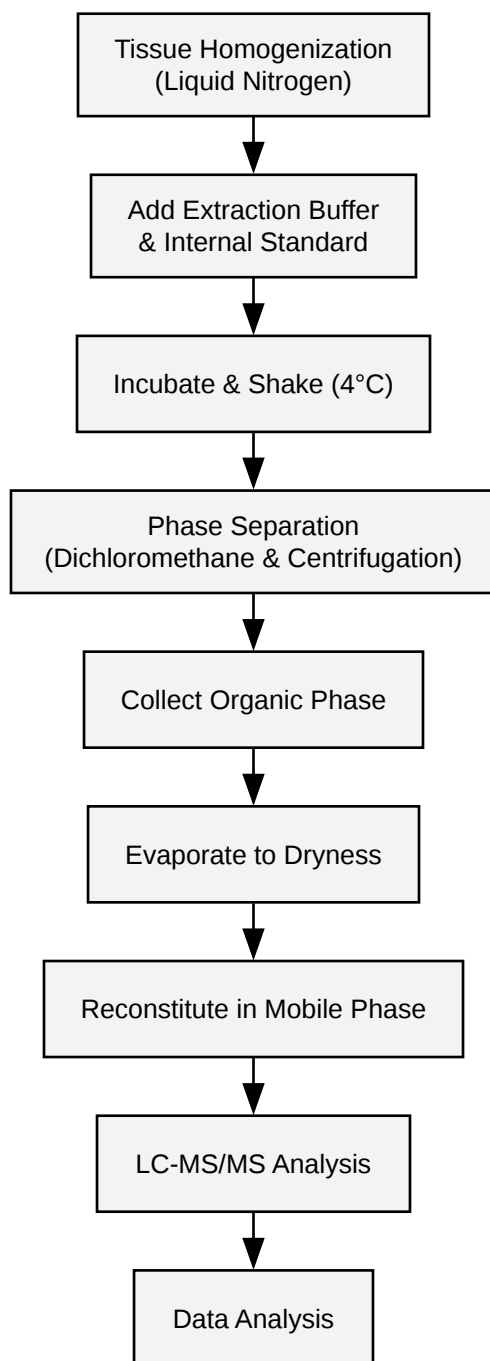 Tissue Homogenization
(Liquid Nitrogen)
Add Extraction Buffer
& Internal Standard
Incubate & Shake (4°C)
Phase Separation
(Dichloromethane & Centrifugation)
Collect Organic Phase
Evaporate to Dryness
Reconstitute in Mobile Phase
LC-MS/MS Analysis
Data Analysis